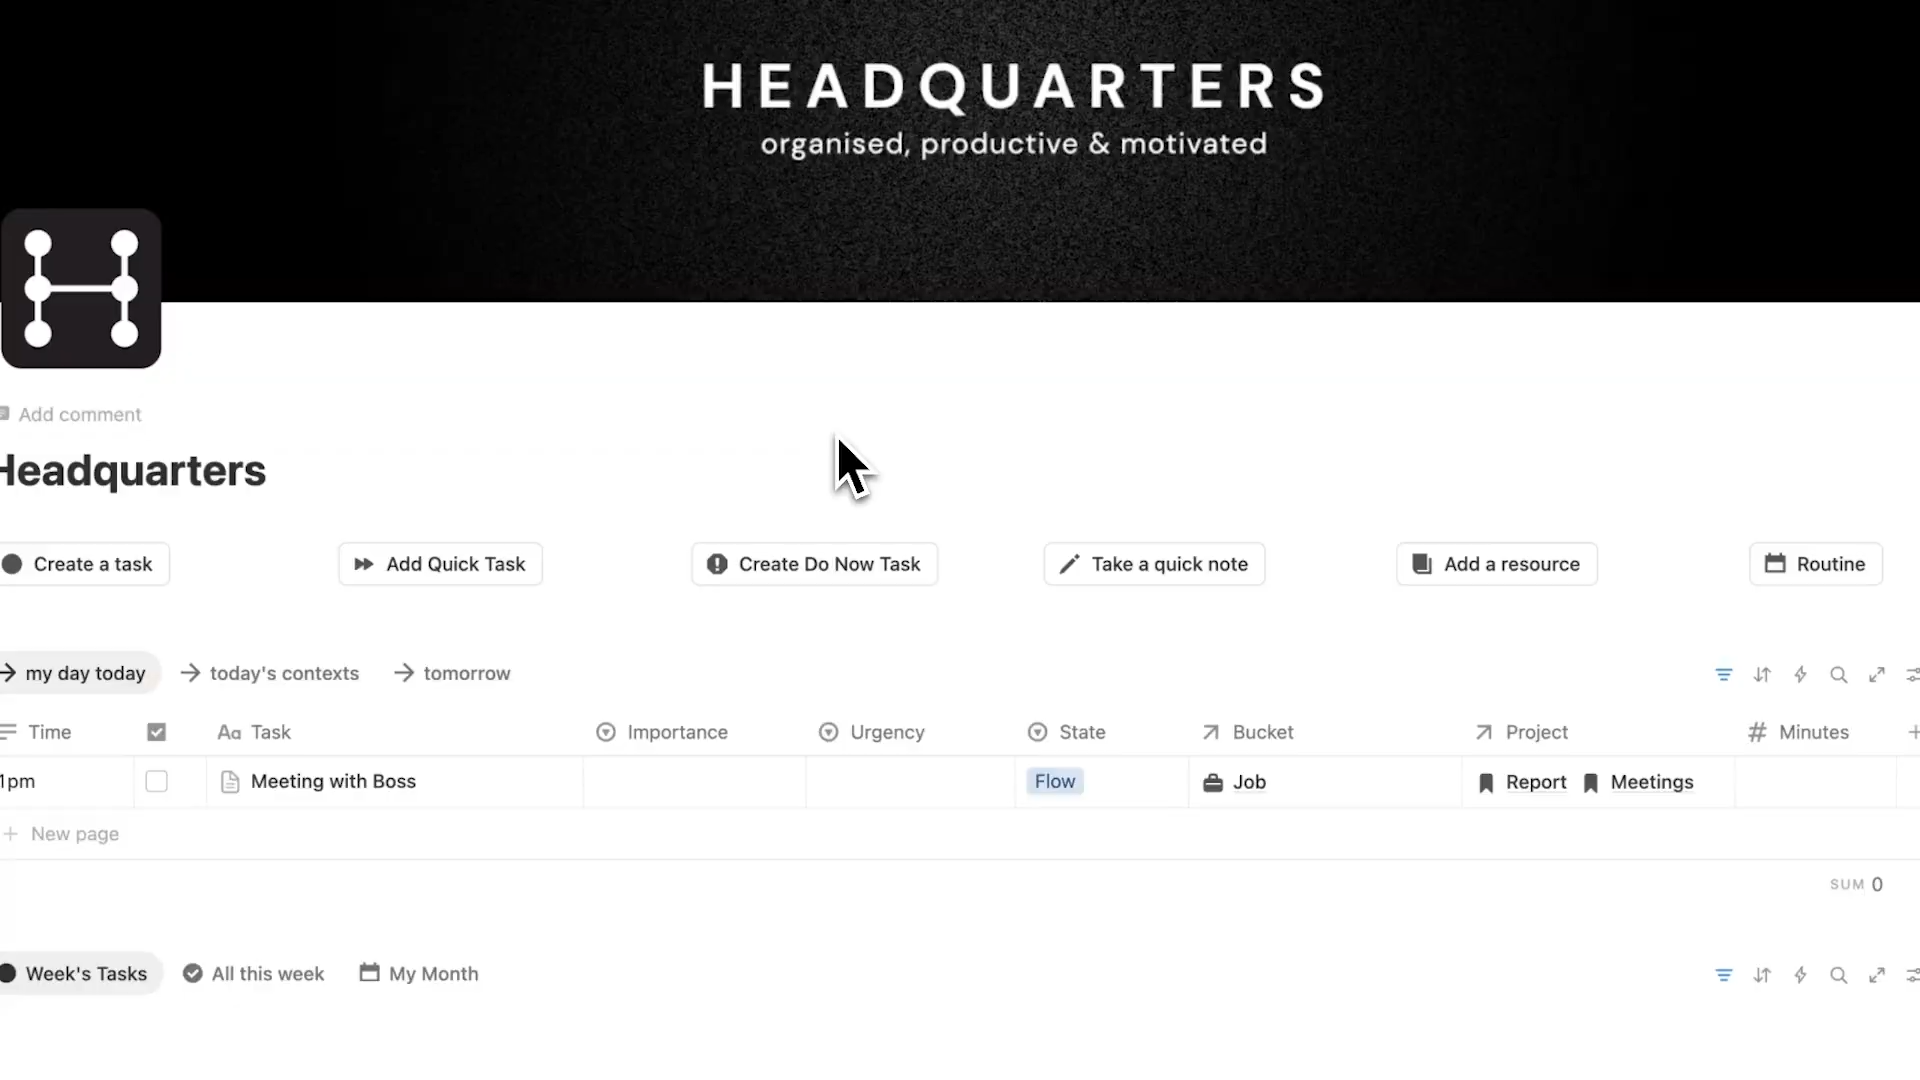 HEADQUARTERS
organised, productive & motivated
Add comment
Headquarters
Create a task Add Quick Task Create Do Now Task Take a quick note Add a resource Routine
my day today today's contexts tomorrow
Time Aa Task Importance Urgency State Bucket Project # Minutes
1pm Meeting with Boss Flow Job Report Meetings
+ New page
SUM 0
Week's Tasks All this week My Month